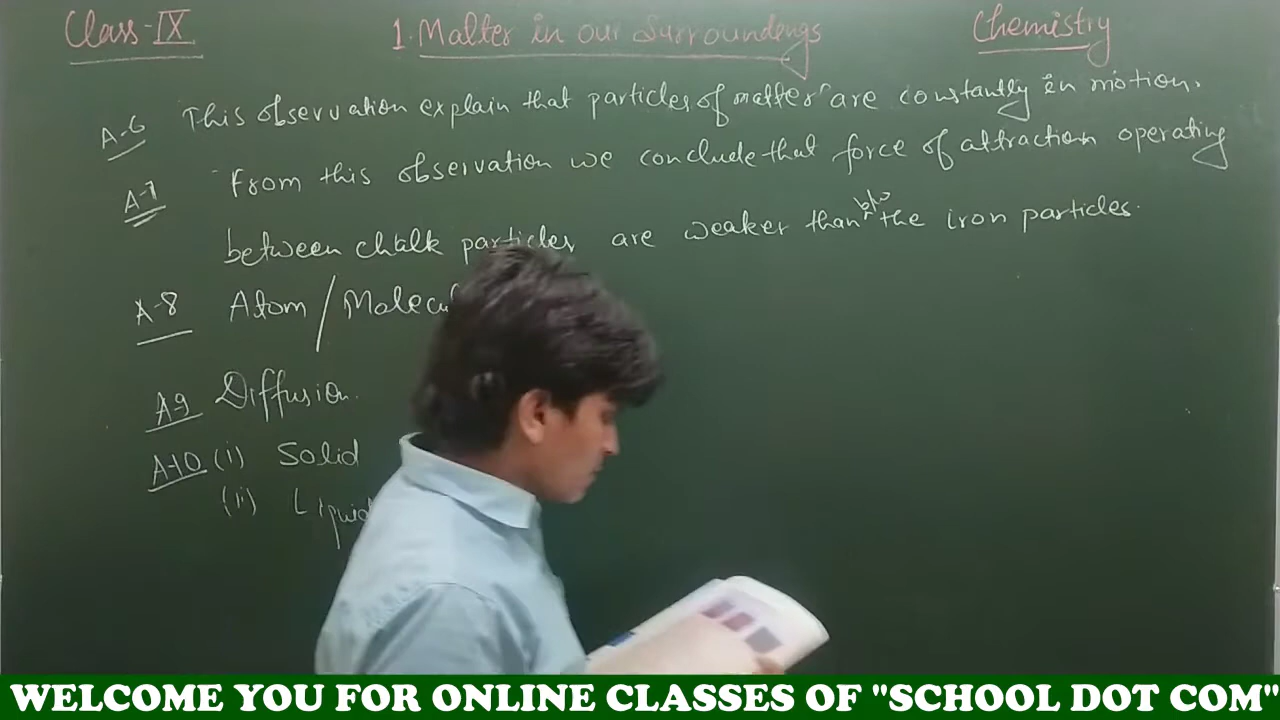 Class-IX
1. Matter in our Surroundings
Chemistry
A-6 This observation explain that particles of matter are constantly in motion.
A-7 From this observation we conclude that force of attraction operating
between chalk particles are weaker than b/w the iron particles.
A-8 Atom / Molecul
A-9 Diffusion.
A-10 (i) Solid
(ii) Liquid
WELCOME YOU FOR ONLINE CLASSES OF "SCHOOL DOT COM"